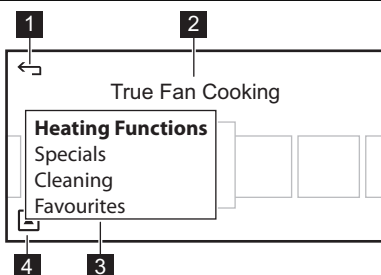 1
2
True Fan Cooking
Heating Functions
Specials
Cleaning
Favourites
4
3